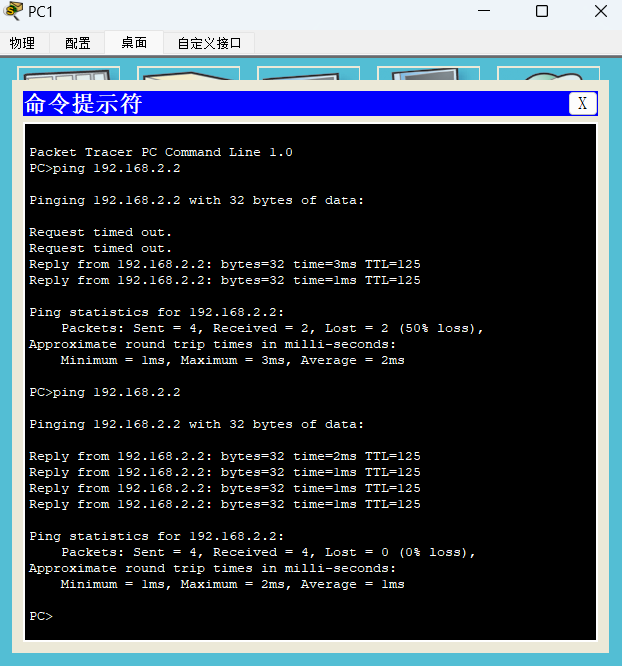 PC1
物理 配置 桌面 自定义接口
命令提示符 X
Packet Tracer PC Command Line 1.0
PC>ping 192.168.2.2
Pinging 192.168.2.2 with 32 bytes of data:
Request timed out.
Request timed out.
Reply from 192.168.2.2: bytes=32 time=3ms TTL=125
Reply from 192.168.2.2: bytes=32 time=1ms TTL=125
Ping statistics for 192.168.2.2:
    Packets: Sent = 4, Received = 2, Lost = 2 (50% loss),
Approximate round trip times in milli-seconds:
    Minimum = 1ms, Maximum = 3ms, Average = 2ms
PC>ping 192.168.2.2
Pinging 192.168.2.2 with 32 bytes of data:
Reply from 192.168.2.2: bytes=32 time=2ms TTL=125
Reply from 192.168.2.2: bytes=32 time=1ms TTL=125
Reply from 192.168.2.2: bytes=32 time=1ms TTL=125
Reply from 192.168.2.2: bytes=32 time=1ms TTL=125
Ping statistics for 192.168.2.2:
    Packets: Sent = 4, Received = 4, Lost = 0 (0% loss),
Approximate round trip times in milli-seconds:
    Minimum = 1ms, Maximum = 2ms, Average = 1ms
PC>